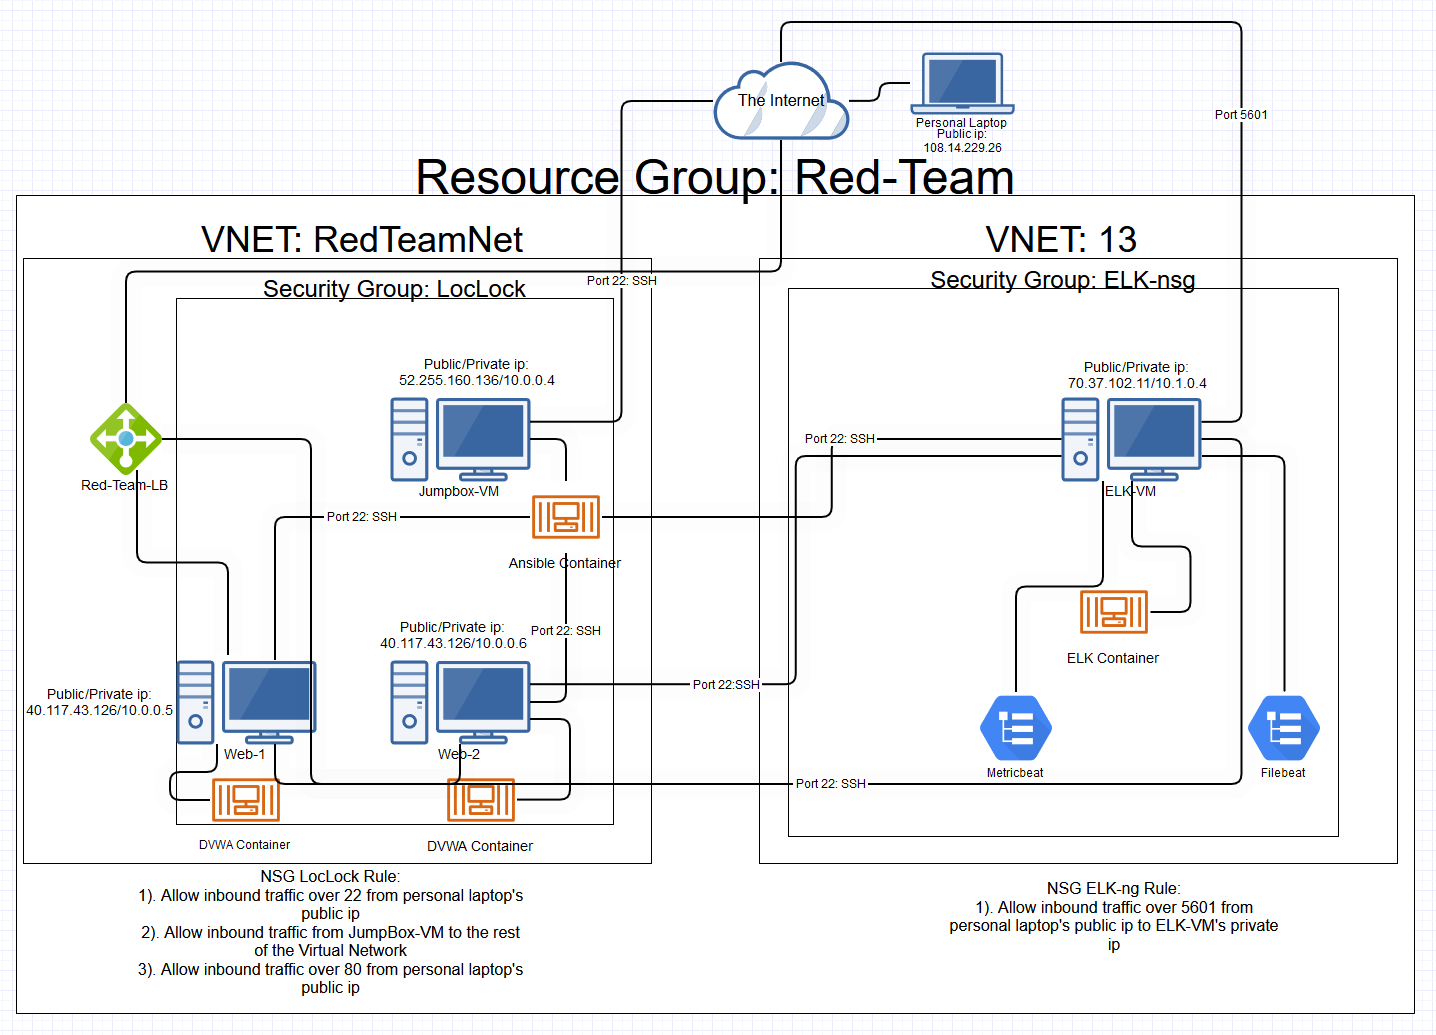 The Internet
Personal Laptop
Public ip:
108.14.229.26
Port 5601
Resource Group: Red-Team
VNET: RedTeamNet
VNET: 13
Port 22: SSH
Security Group: LocLock
Security Group: ELK-nsg
Public/Private ip:
52.255.160.136/10.0.0.4
Public/Private ip:
70.37.102.11/10.1.0.4
Port 22: SSH
Red-Team-LB
Jumpbox-VM
ELK-VM
Port 22: SSH
Ansible Container
Public/Private ip:
40.117.43.126/10.0.0.6
Port 22: SSH
ELK Container
Port 22:SSH
Public/Private ip:
40.117.43.126/10.0.0.5
Web-1
Web-2
Metricbeat
Filebeat
Port 22: SSH
DVWA Container
DVWA Container
NSG LocLock Rule:
1). Allow inbound traffic over 22 from personal laptop's
public ip
2). Allow inbound traffic from JumpBox-VM to the rest
of the Virtual Network
3). Allow inbound traffic over 80 from personal laptop's
public ip
NSG ELK-ng Rule:
1). Allow inbound traffic over 5601 from
personal laptop's public ip to ELK-VM's private
ip